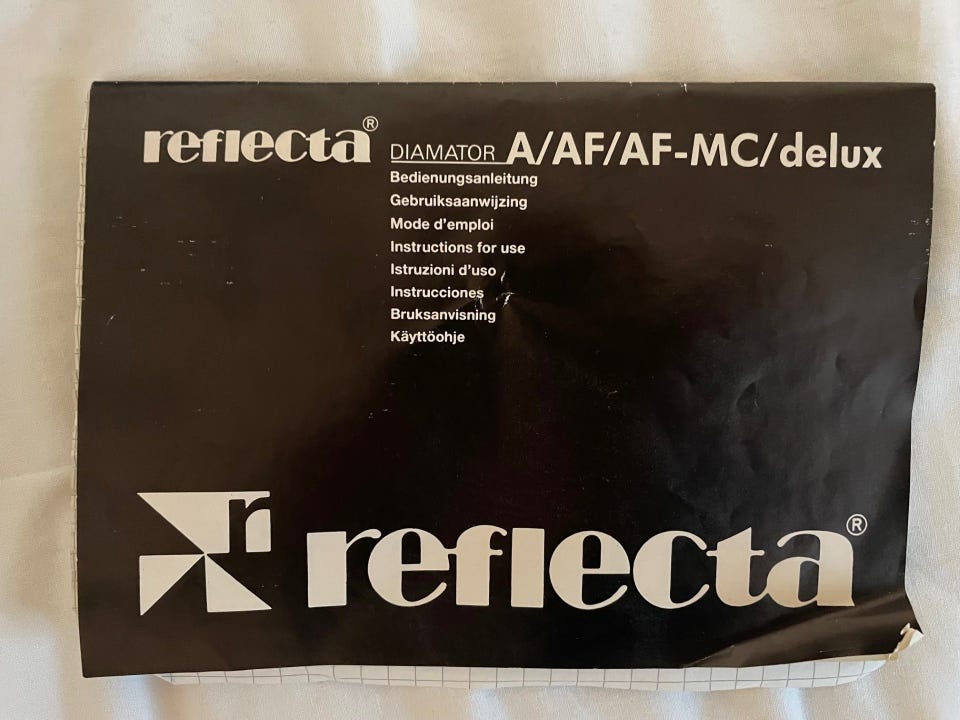 reflecta® DIAMATOR A/AF/AF-MC/delux
Bedienungsanleitung
Gebruiksaanwijzing
Mode d'emploi
Instructions for use
Istruzioni d'uso
Instrucciones
Bruksanvisning
Käyttöohje
r reflecta®